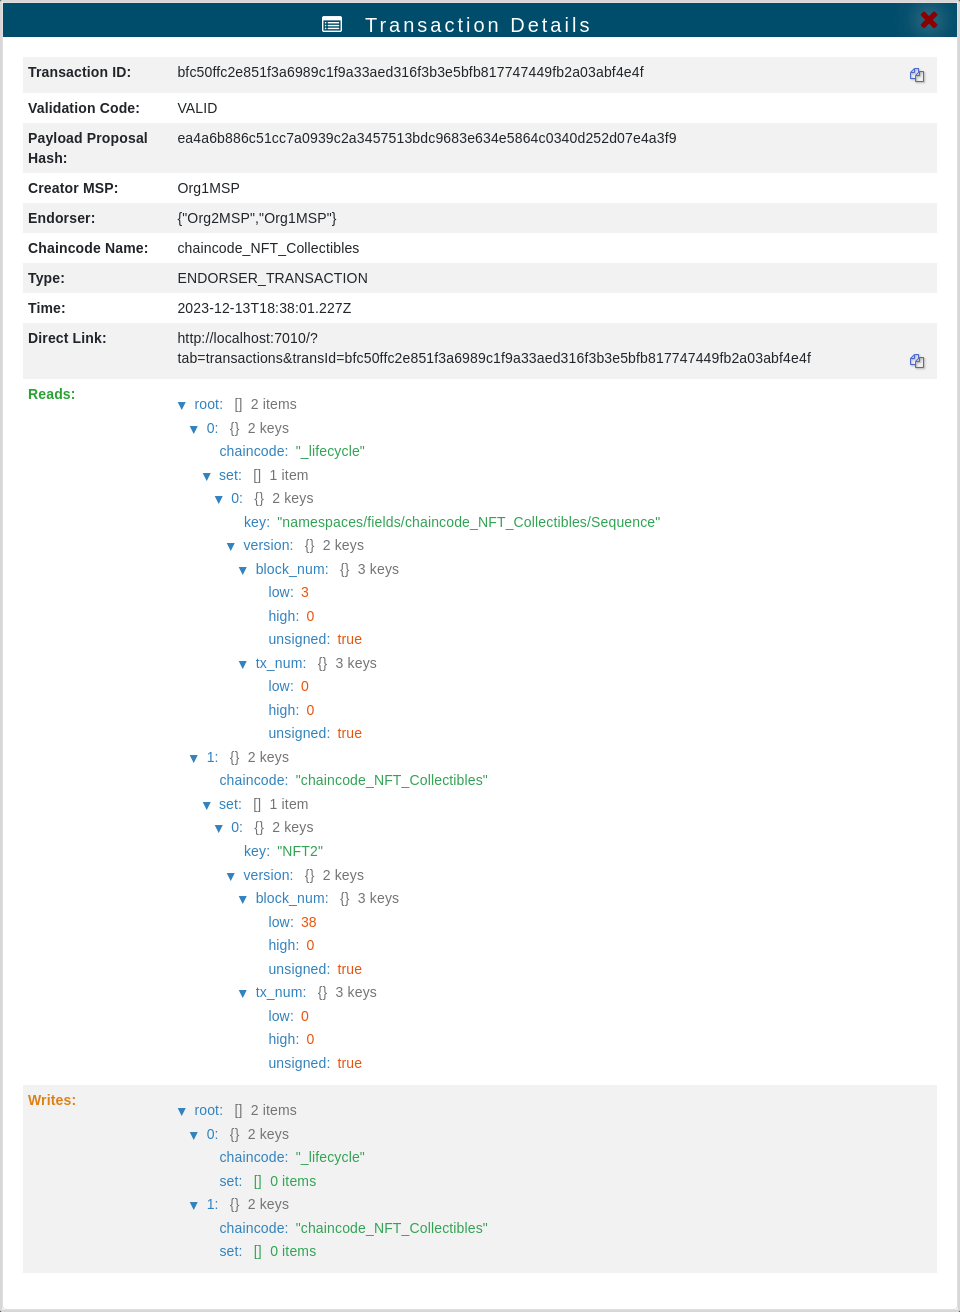 Transaction Details
Transaction ID: bfc50ffc2e851f3a6989c1f9a33aed316f3b3e5bfb817747449fb2a03abf4e4f
Validation Code: VALID
Payload Proposal Hash: ea4a6b886c51cc7a0939c2a3457513bdc9683e634e5864c0340d252d07e4a3f9
Creator MSP: Org1MSP
Endorser: {"Org2MSP","Org1MSP"}
Chaincode Name: chaincode_NFT_Collectibles
Type: ENDORSER_TRANSACTION
Time: 2023-12-13T18:38:01.227Z
Direct Link: http://localhost:7010/?
tab=transactions&transId=bfc50ffc2e851f3a6989c1f9a33aed316f3b3e5bfb817747449fb2a03abf4e4f
Reads:
▼ root: [] 2 items
▼ 0: {} 2 keys
chaincode: "_lifecycle"
▼ set: [] 1 item
▼ 0: {} 2 keys
key: "namespaces/fields/chaincode_NFT_Collectibles/Sequence"
▼ version: {} 2 keys
▼ block_num: {} 3 keys
low: 3
high: 0
unsigned: true
▼ tx_num: {} 3 keys
low: 0
high: 0
unsigned: true
▼ 1: {} 2 keys
chaincode: "chaincode_NFT_Collectibles"
▼ set: [] 1 item
▼ 0: {} 2 keys
key: "NFT2"
▼ version: {} 2 keys
▼ block_num: {} 3 keys
low: 38
high: 0
unsigned: true
▼ tx_num: {} 3 keys
low: 0
high: 0
unsigned: true
Writes:
▼ root: [] 2 items
▼ 0: {} 2 keys
chaincode: "_lifecycle"
set: [] 0 items
▼ 1: {} 2 keys
chaincode: "chaincode_NFT_Collectibles"
set: [] 0 items